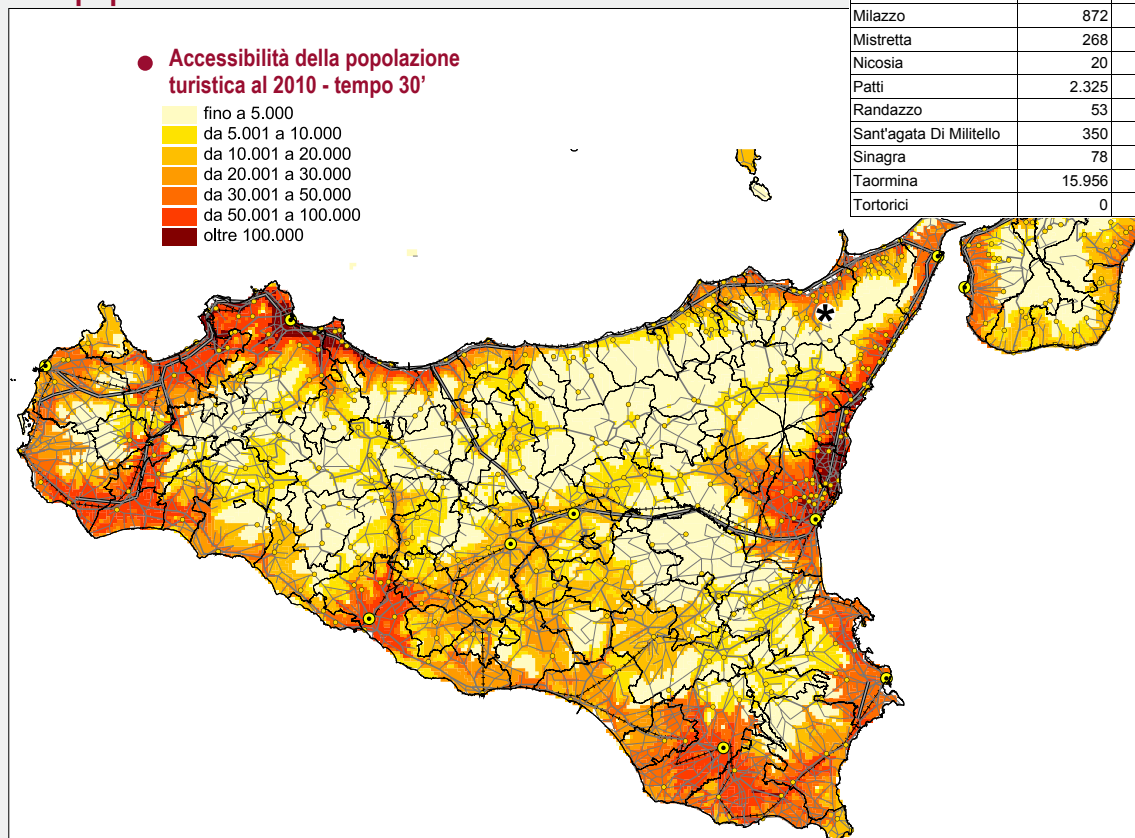 Accessibilità della popolazione
turistica al 2010 - tempo 30’
fino a 5.000
da 5.001 a 10.000
da 10.001 a 20.000
da 20.001 a 30.000
da 30.001 a 50.000
da 50.001 a 100.000
oltre 100.000
Milazzo 872
Mistretta 268
Nicosia 20
Patti 2.325
Randazzo 53
Sant'agata Di Militello 350
Sinagra 78
Taormina 15.956
Tortorici 0
*